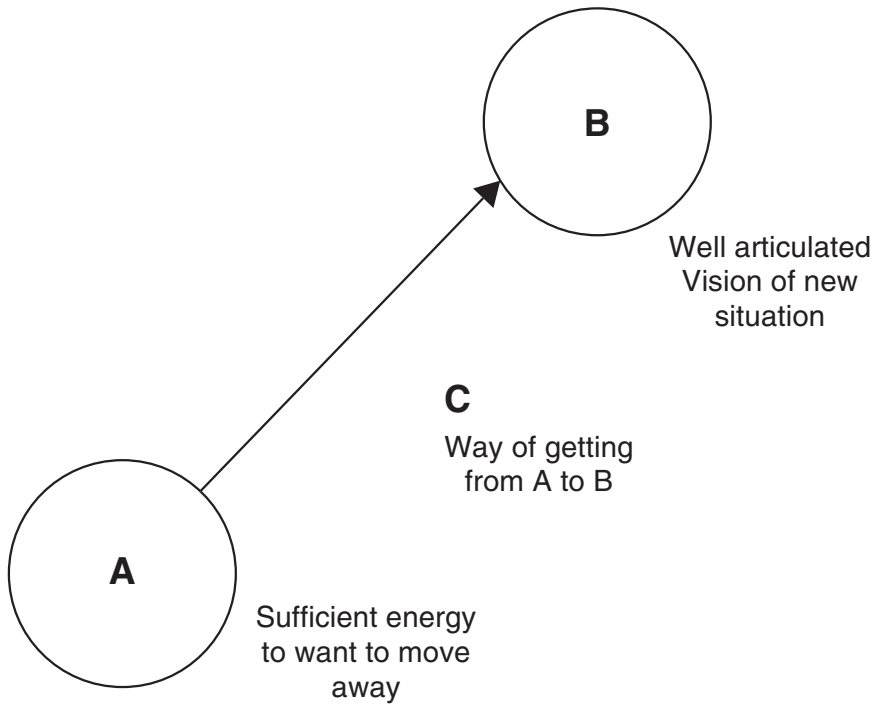 B
Well articulated
Vision of new
situation
C
Way of getting
from A to B
A
Sufficient energy
to want to move
away